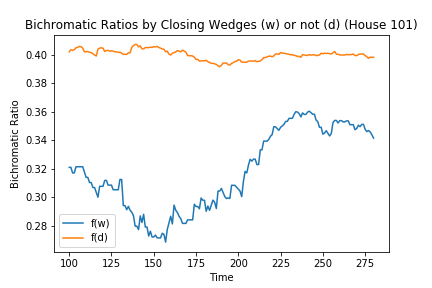 Bichromatic Ratios by Closing Wedges (w) or not (d) (House 101)
Bichromatic Ratio
0.40
0.38
0.36
0.34
0.32
0.30
0.28
f(w)
f(d)
100 125 150 175 200 225 250 275
Time